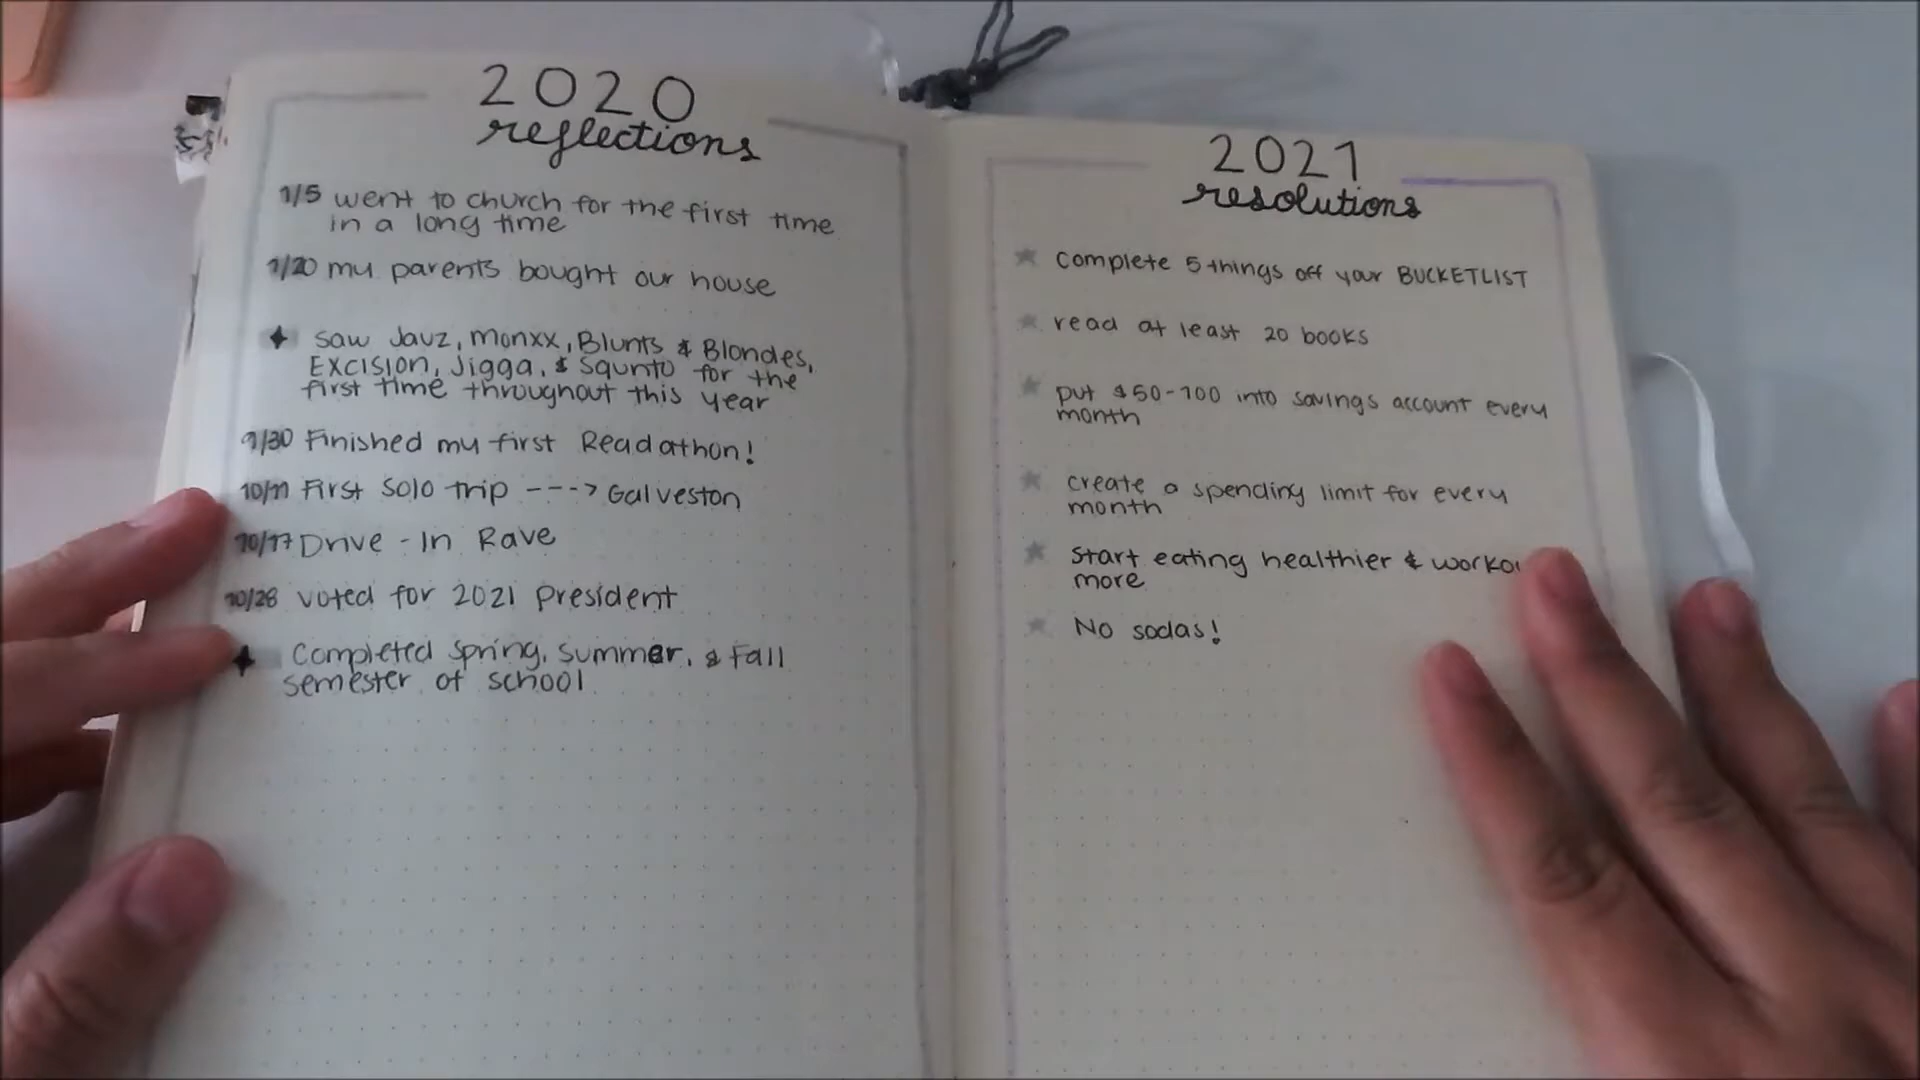 2020
reflections
1/5 went to church for the first time
in a long time
1/20 my parents bought our house
saw Jauz, Monxx, Blunts & Blondes,
EXCISION, Jigga, & Squnto for the
first time throughout this year
9/30 Finished my first Readathon!
10/11 First Solo trip ----> Galveston
10/17 Drive-In Rave
10/28 voted for 2021 president
Completed spring, summer, & Fall
semester of school
2021
resolutions
complete 5 things off your BUCKETLIST
read at least 20 books
put $50-100 into savings account every
month
create a spending limit for every
month
start eating healthier &
more
No sodas!